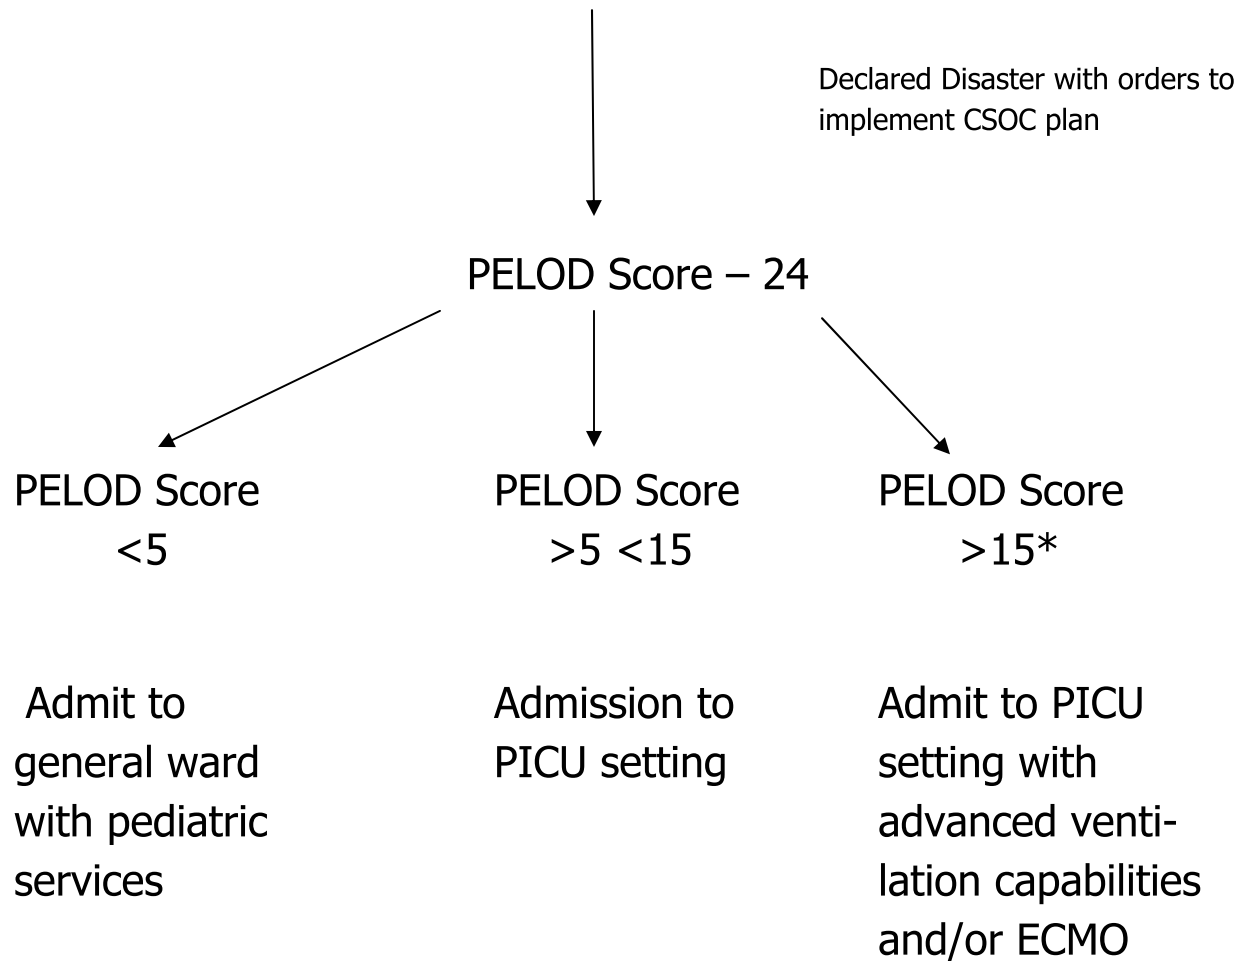 Declared Disaster with orders to
implement CSOC plan
PELOD Score – 24
PELOD Score
<5
PELOD Score
>5 <15
PELOD Score
>15*
Admit to
general ward
with pediatric
services
Admission to
PICU setting
Admit to PICU
setting with
advanced venti-
lation capabilities
and/or ECMO